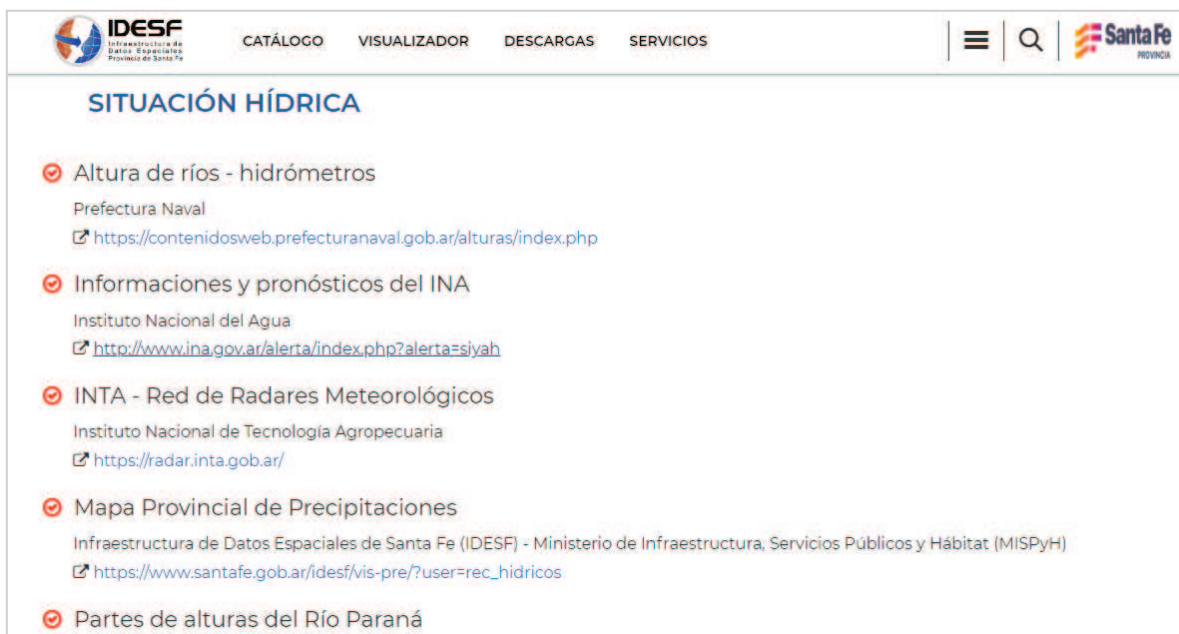 IDESF
Infraestructura de
Datos Espaciales
Provincia de Santa Fe
CATÁLOGO VISUALIZADOR DESCARGAS SERVICIOS
Santa Fe
PROVINCIA
SITUACIÓN HÍDRICA
Altura de ríos - hidrómetros
Prefectura Naval
https://contenidosweb.prefecturanaval.gob.ar/alturas/index.php
Informaciones y pronósticos del INA
Instituto Nacional del Agua
http://www.ina.gov.ar/alerta/index.php?alerta=siyah
INTA - Red de Radares Meteorológicos
Instituto Nacional de Tecnología Agropecuaria
https://radar.inta.gob.ar/
Mapa Provincial de Precipitaciones
Infraestructura de Datos Espaciales de Santa Fe (IDESF) - Ministerio de Infraestructura, Servicios Públicos y Hábitat (MISPyH)
https://www.santafe.gob.ar/idesf/vis-pre/?user=rec_hidricos
Partes de alturas del Río Paraná